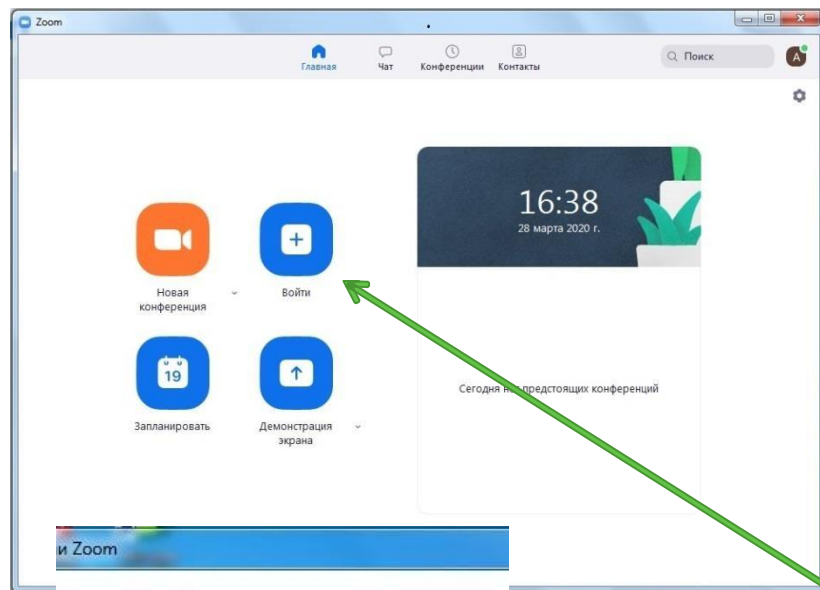 Zoom
Главная
Чат
Конференции
Контакты
Поиск
A
16:38
28 марта 2020 г.
Новая
конференция
Войти
19
Запланировать
Демонстрация
экрана
Сегодня нет предстоящих конференций
и Zoom